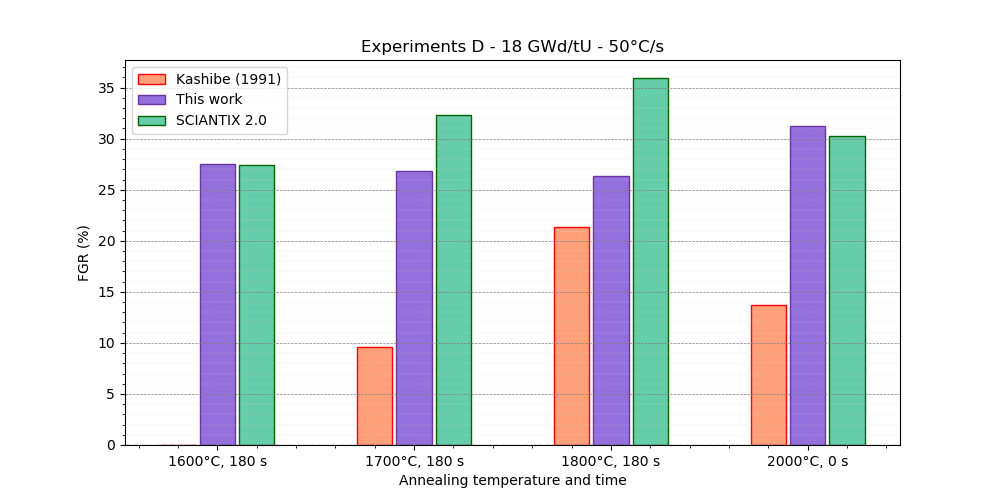 Experiments D - 18 GWd/tU - 50°C/s
Kashibe (1991)
This work
SCIANTIX 2.0
FGR (%)
35
30
25
20
15
10
5
0
1600°C, 180 s
1700°C, 180 s
1800°C, 180 s
2000°C, 0 s
Annealing temperature and time